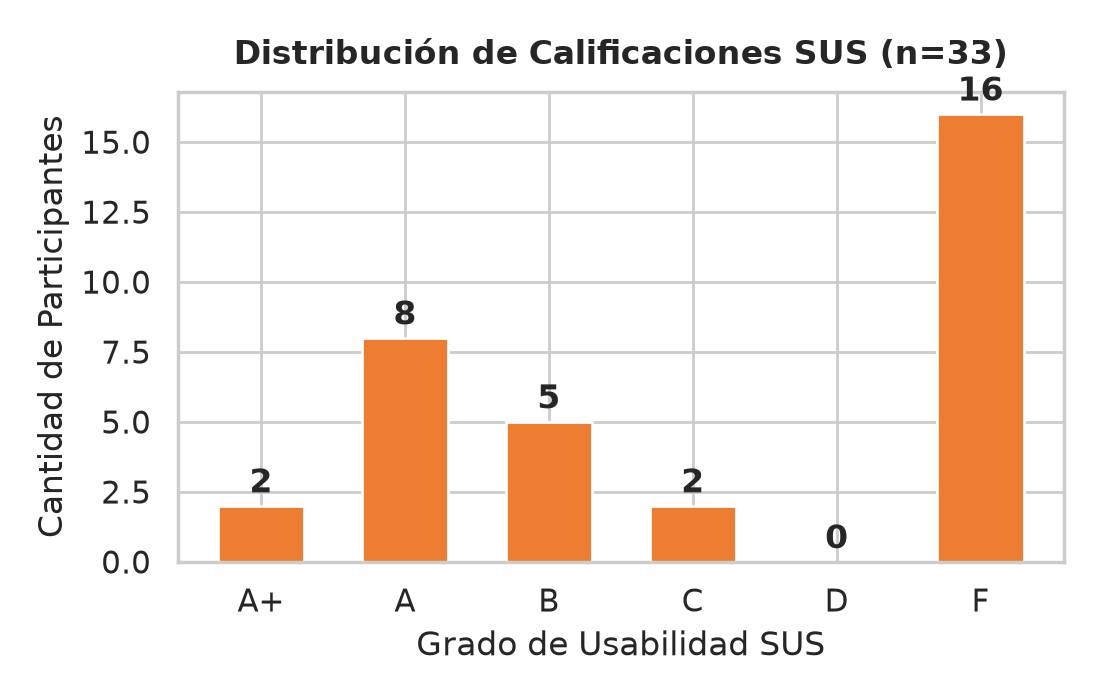 Distribución de Calificaciones SUS (n=33)
Cantidad de Participantes
15.0
12.5
10.0
7.5
5.0
2.5
0.0
2
8
5
2
0
16
A+
A
B
C
D
F
Grado de Usabilidad SUS